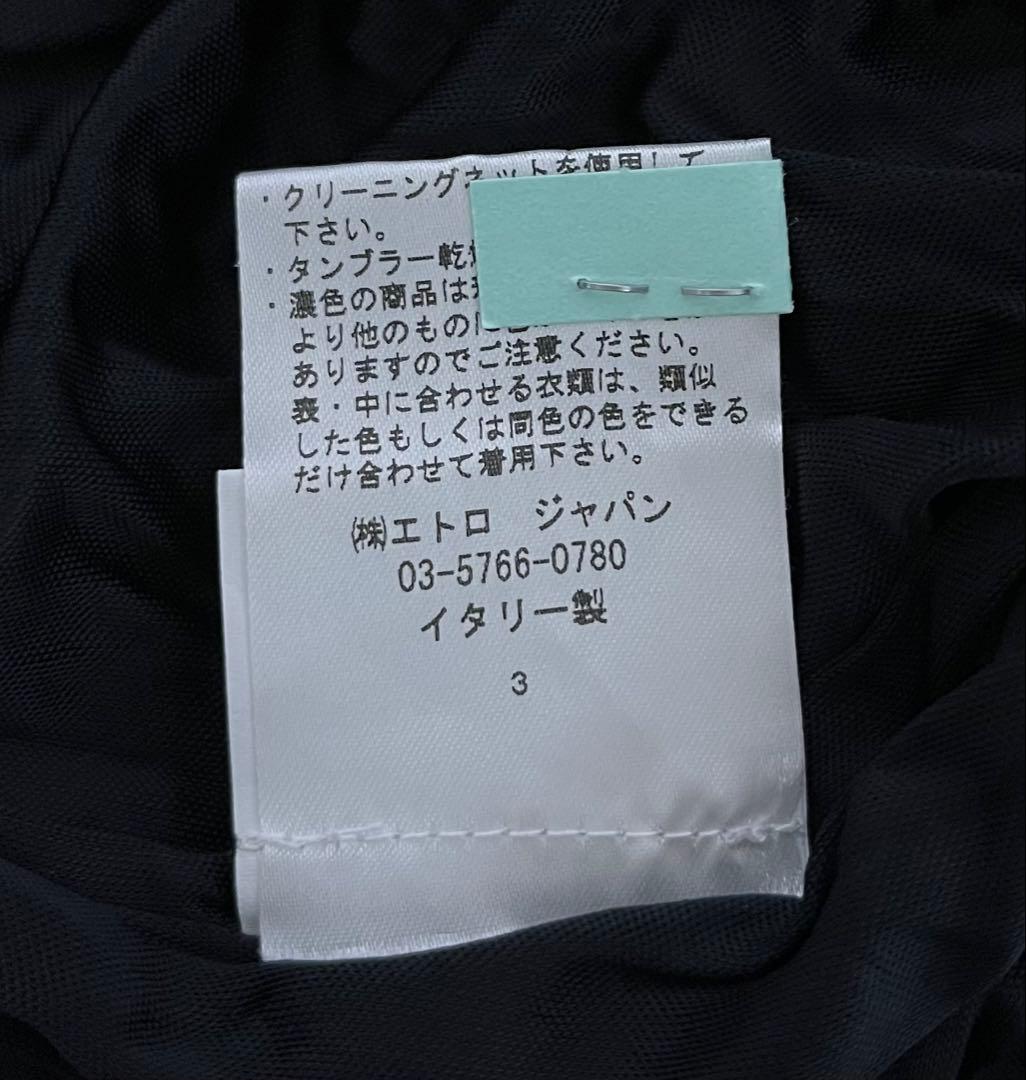 ・クリーニングネットを使用して
下さい。
・タンブラー乾
・濃色の商品は
より他のもの
ありますのでご注意ください。
表・中に合わせる衣類は、類似
した色もしくは同色の色をできる
だけ合わせて着用下さい。
㈱エトロ ジャパン
03-5766-0780
イタリー製
3